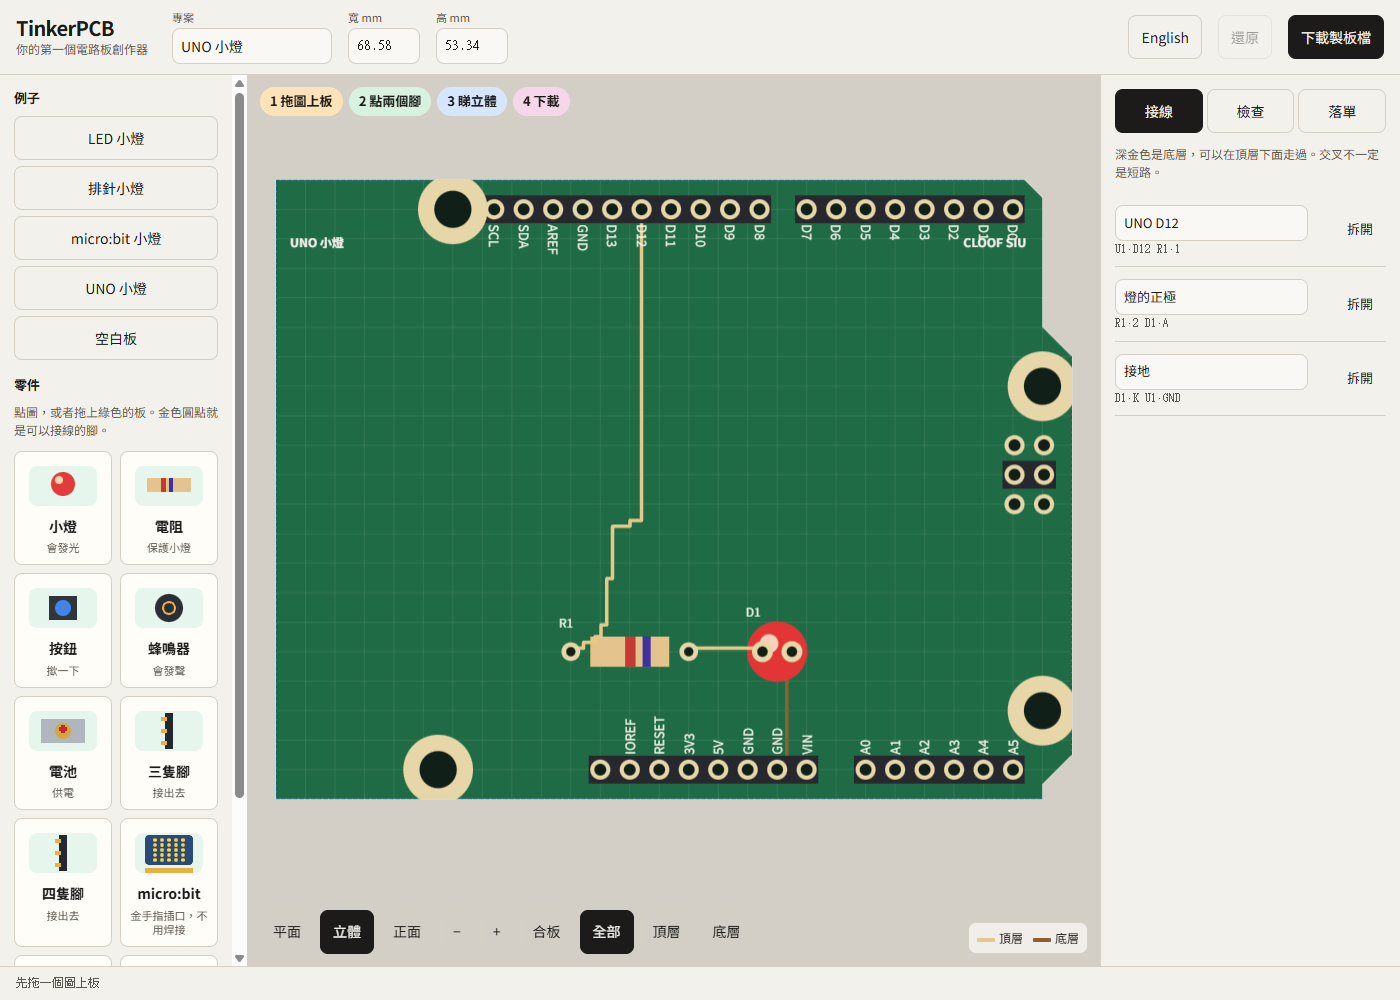 TinkerPCB
你的第一個電路板創作器
專案
UNO 小燈
寬 mm
68.58
高 mm
53.34
English
還原
下載製板檔
例子
LED 小燈
排針小燈
micro:bit 小燈
UNO 小燈
空白板
零件
點圖，或者拖上綠色的板。金色圓點就
是可以接線的腳。
小燈
會發光
電阻
保護小燈
按鈕
撳一下
蜂鳴器
會發聲
電池
供電
三隻腳
接出去
四隻腳
接出去
micro:bit
金手指插口，不
用焊接
1 拖圖上板
2 點兩個腳
3 睇立體
4 下載
UNO 小燈
SCL
SDA
AREF
GND
D13
D12
D11
D10
D9
D8
D7
D6
D5
D4
D3
D2
CLOOF SIU
R1
D1
IOREF
RESET
3V3
5V
GND
GND
VIN
A0
A1
A2
A3
A4
A5
平面
立體
正面
−
+
合板
全部
頂層
底層
頂層
底層
接線
檢查
落單
深金色是底層，可以在頂層下面走過。交叉不一定
是短路。
UNO D12
拆開
U1·D12 R1·1
燈的正極
拆開
R1·2 D1·A
接地
拆開
D1·K U1·GND
先拖一個圖上板